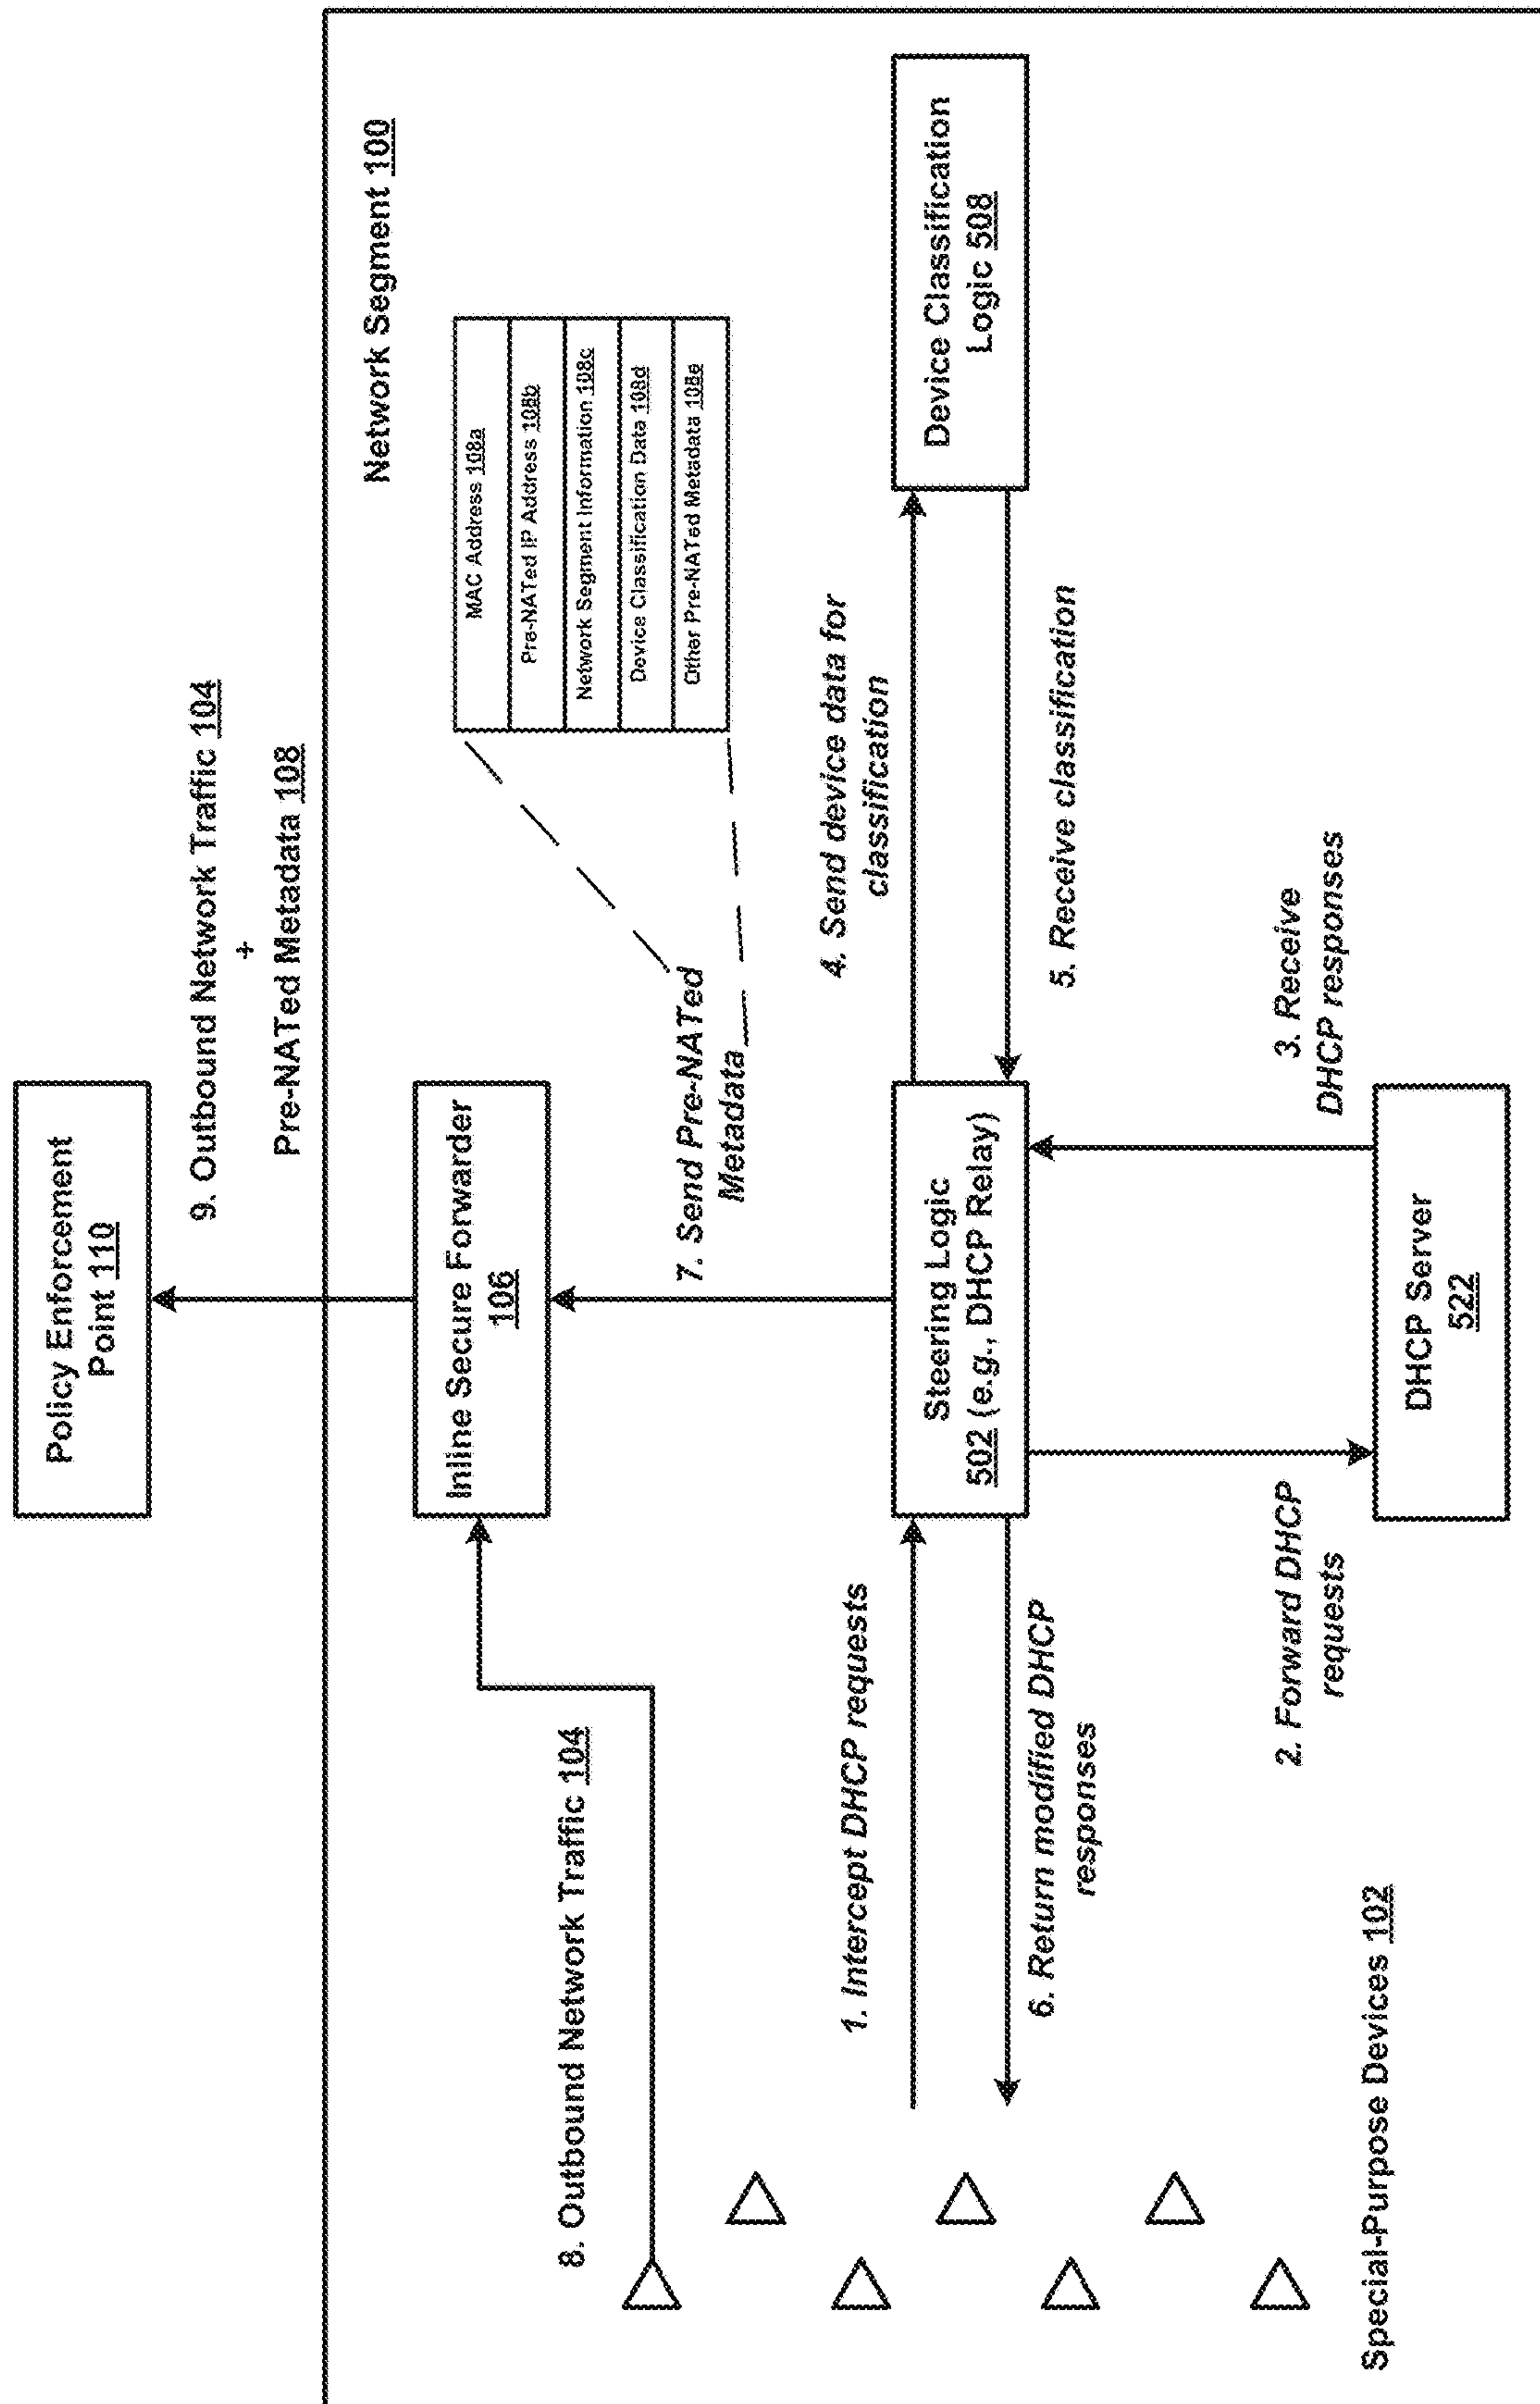 Policy Enforcement
Point 110
9. Outbound Network Traffic 104
+
Pre-NATed Metadata 108
Network Segment 100
Inline Secure Forwarder
106
MAC Address 108a
Pre-NATed IP Address 108b
Network Segment Information 108c
Device Classification Data 108d
Other Pre-NATed Metadata 108e
8. Outbound Network Traffic 104
7. Send Pre-NATed
Metadata
1. Intercept DHCP requests
Steering Logic
502 (e.g., DHCP Relay)
4. Send device data for
classification
Device Classification
Logic 508
6. Return modified DHCP
responses
5. Receive classification
2. Forward DHCP
requests
3. Receive
DHCP responses
DHCP Server
522
Special-Purpose Devices 102